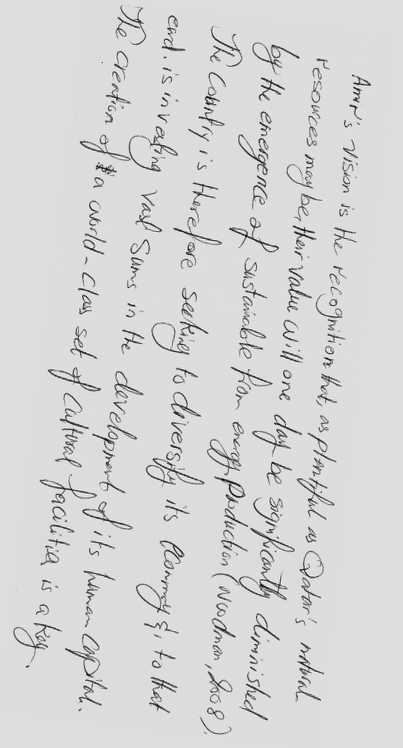 Amir's vision is the recognition that as plentiful as Qatar's natural
resources may be, their value will one day be significantly diminished
by the emergence of sustainable from energy production (Woodman, 2008).
The Country is therefore seeking to diversify its Economy &, to that
end, is investing vast sums in the development of its human capital.
The creation of a world-class set of cultural facilities is a key.